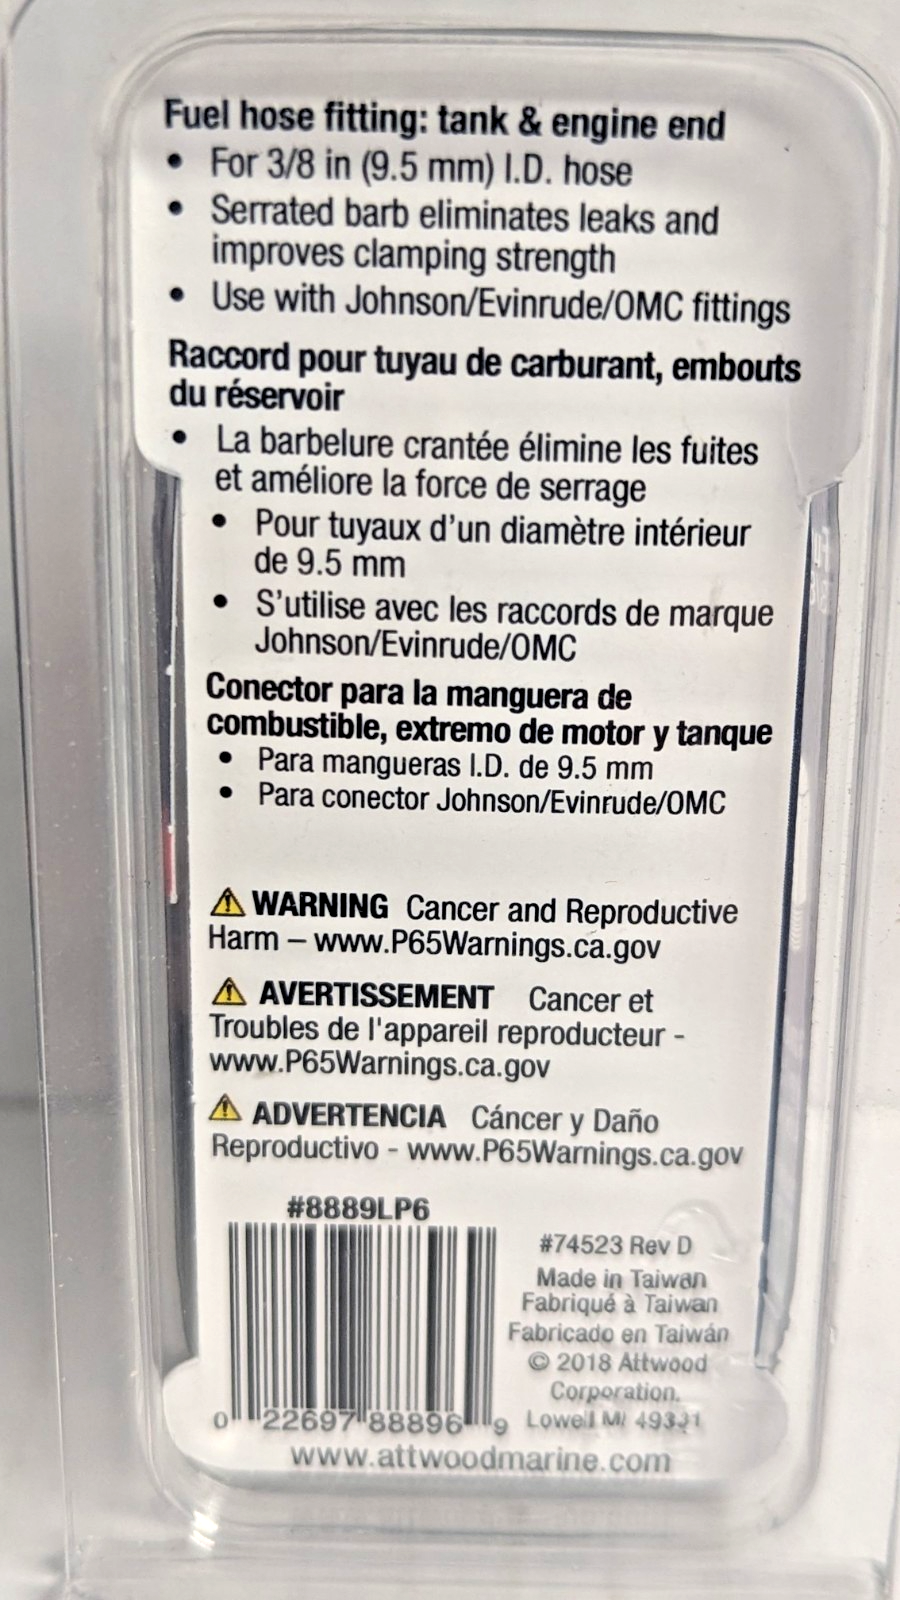 Fuel hose fitting: tank & engine end
• For 3/8 in (9.5 mm) I.D. hose
• Serrated barb eliminates leaks and
improves clamping strength
• Use with Johnson/Evinrude/OMC fittings
Raccord pour tuyau de carburant, embouts
du réservoir
• La barbelure crantée élimine les fuites
et améliore la force de serrage
• Pour tuyaux d'un diamètre intérieur
de 9.5 mm
• S'utilise avec les raccords de marque
Johnson/Evinrude/OMC
Conector para la manguera de
combustible, extremo de motor y tanque
• Para mangueras I.D. de 9.5 mm
• Para conector Johnson/Evinrude/OMC
⚠ WARNING Cancer and Reproductive
Harm – www.P65Warnings.ca.gov
⚠ AVERTISSEMENT Cancer et
Troubles de l'appareil reproducteur -
www.P65Warnings.ca.gov
⚠ ADVERTENCIA Cáncer y Daño
Reproductivo - www.P65Warnings.ca.gov
#8889LP6
0 22697 88896 9
#74523 Rev D
Made in Taiwan
Fabriqué à Taiwan
Fabricado en Taiwán
© 2018 Attwood
Corporation.
Lowell MI 49331
www.attwoodmarine.com